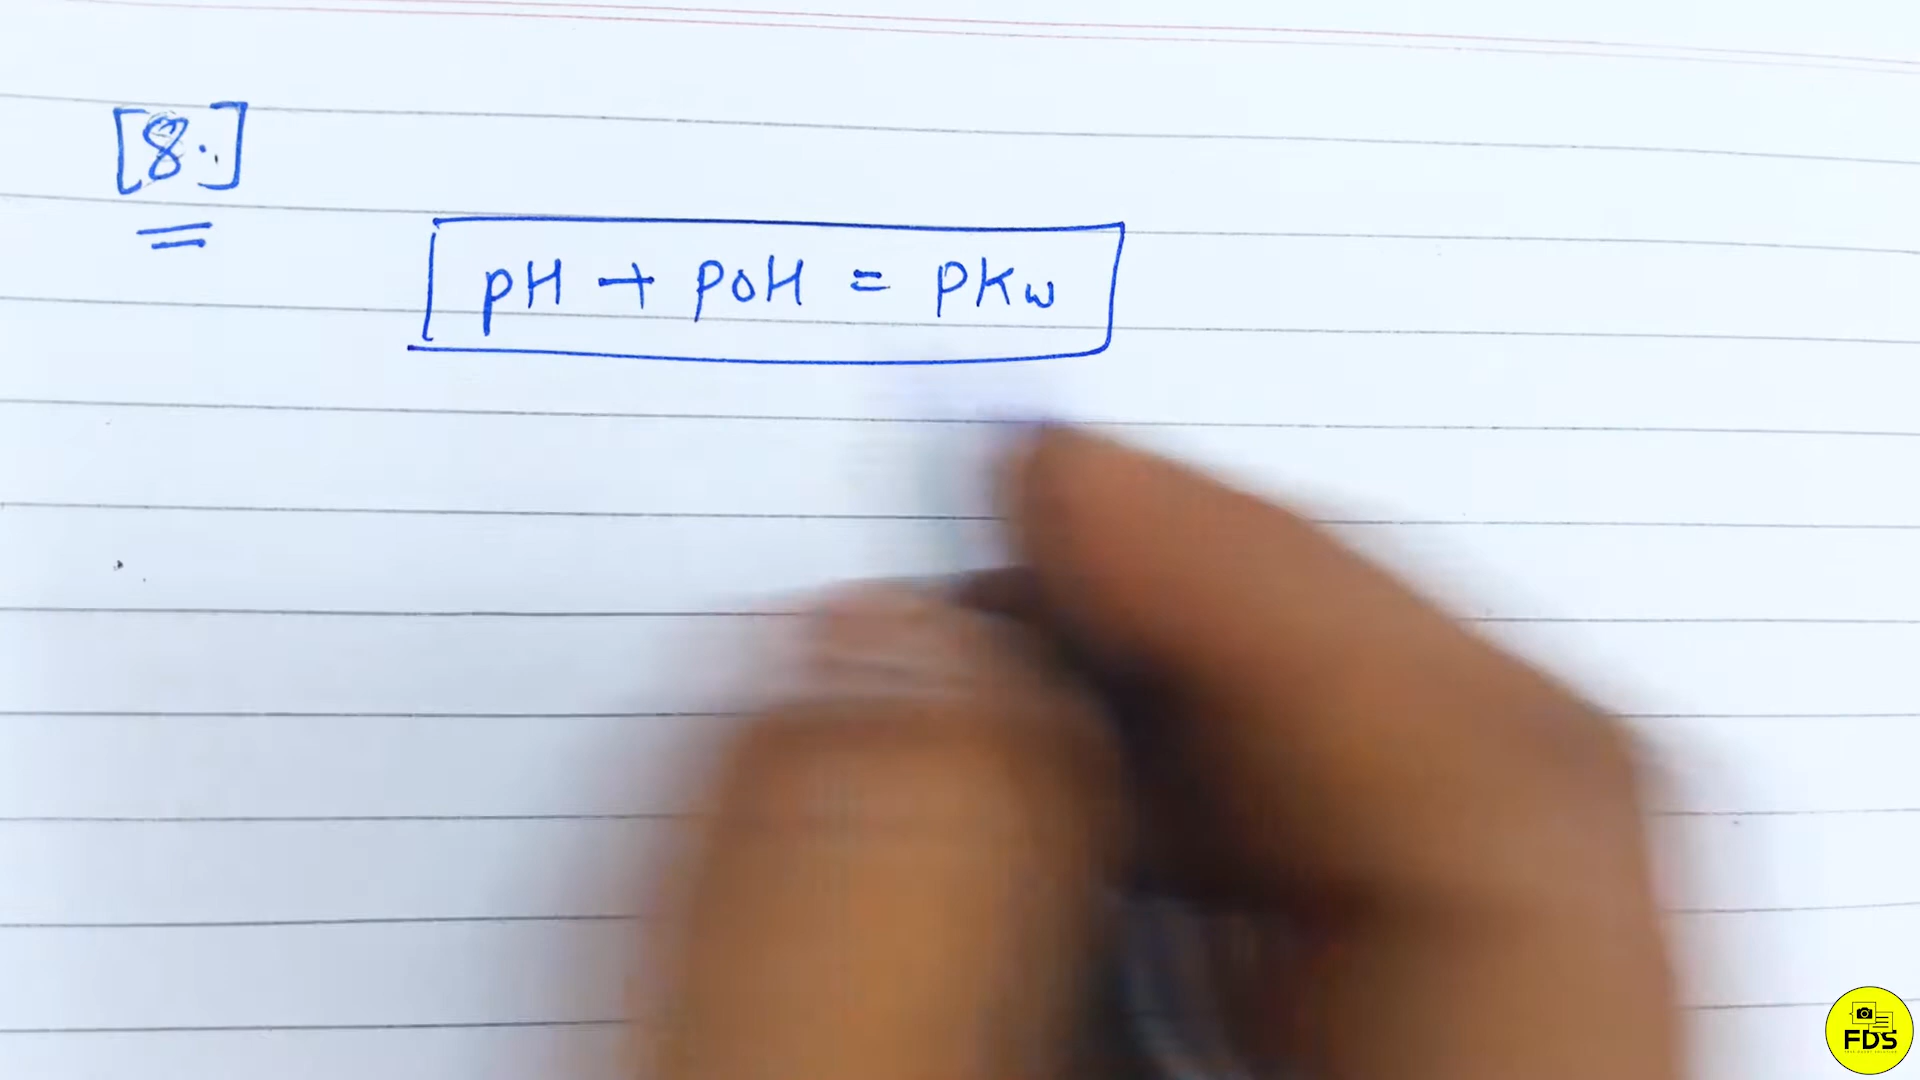 [8.]
pH + pOH = pKw
FDS